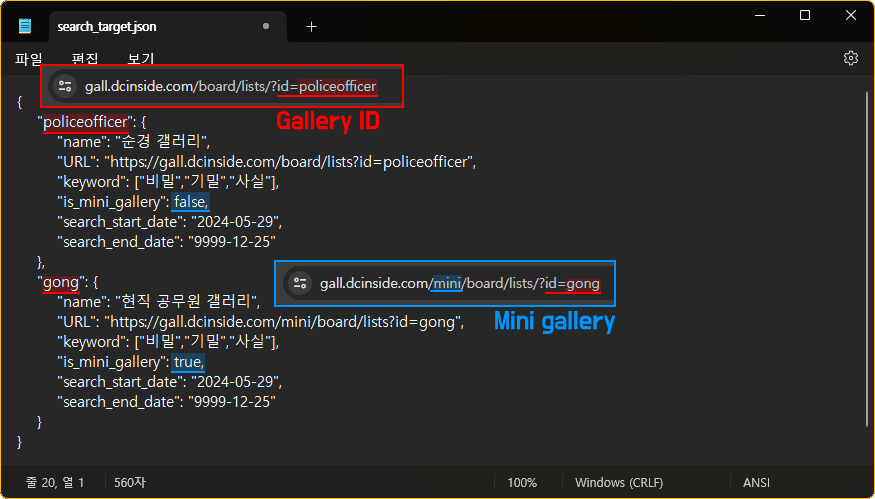 search_target.json
파일 편집 보기
gall.dcinside.com/board/lists/?id=policeofficer
Gallery ID
{
"policeofficer": {
"name": "순경 갤러리",
"URL": "https://gall.dcinside.com/board/lists?id=policeofficer",
"keyword": ["비밀","기밀","사실"],
"is_mini_gallery": false,
"search_start_date": "2024-05-29",
"search_end_date": "9999-12-25"
},
"gong": {
gall.dcinside.com/mini/board/lists/?id=gong
Mini gallery
"name": "현직 공무원 갤러리",
"URL": "https://gall.dcinside.com/mini/board/lists?id=gong",
"keyword": ["비밀","기밀","사실"],
"is_mini_gallery": true,
"search_start_date": "2024-05-29",
"search_end_date": "9999-12-25"
}
}
줄 20, 열 1 560자 100% Windows (CRLF) ANSI